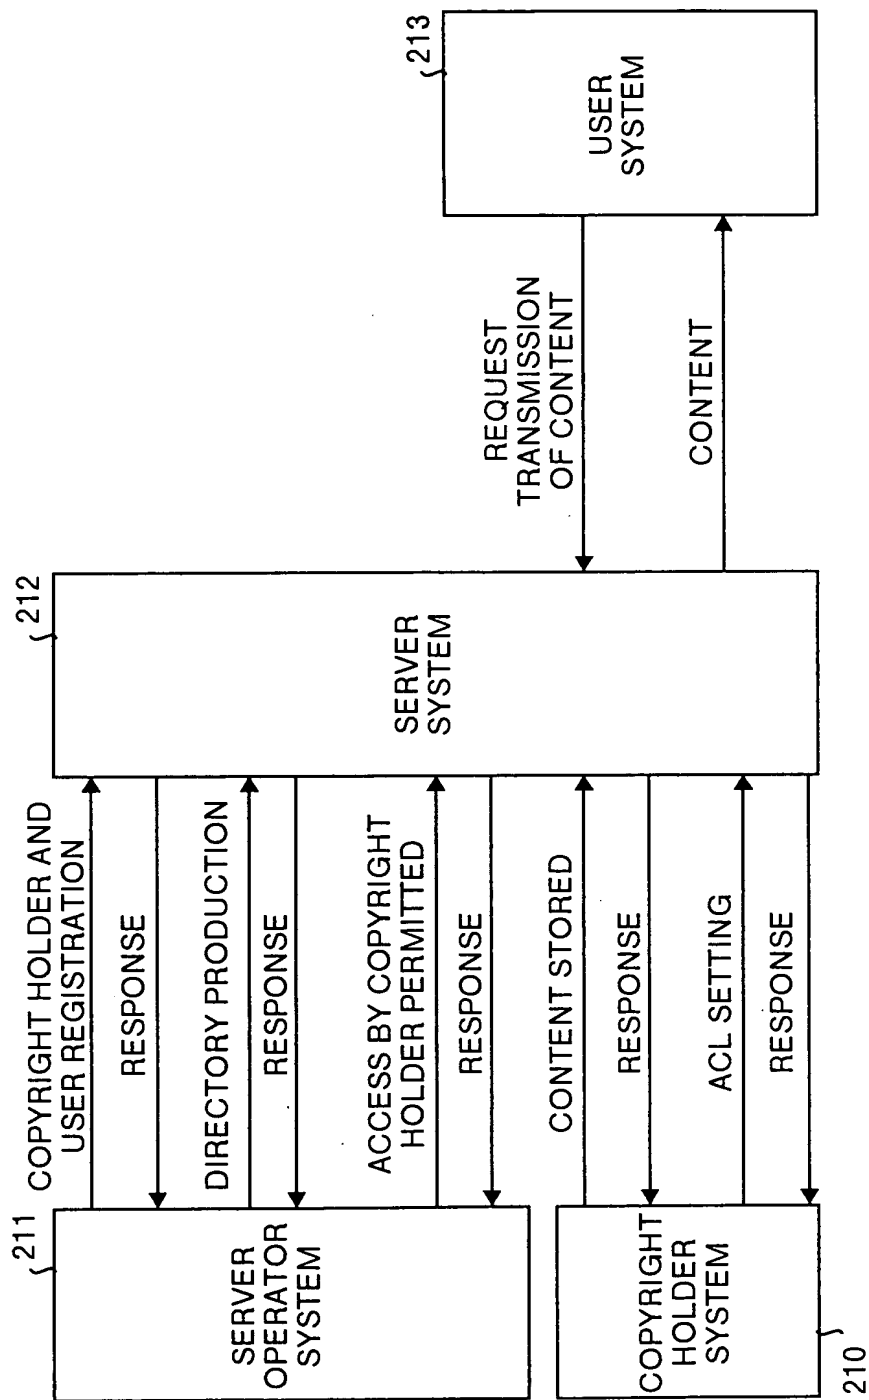 211
SERVER
OPERATOR
SYSTEM
COPYRIGHT HOLDER AND
USER REGISTRATION
RESPONSE
DIRECTORY PRODUCTION
RESPONSE
ACCESS BY COPYRIGHT
HOLDER PERMITTED
RESPONSE
210
COPYRIGHT
HOLDER
SYSTEM
CONTENT STORED
RESPONSE
ACL SETTING
RESPONSE
212
SERVER
SYSTEM
REQUEST
TRANSMISSION
OF CONTENT
CONTENT
213
USER
SYSTEM